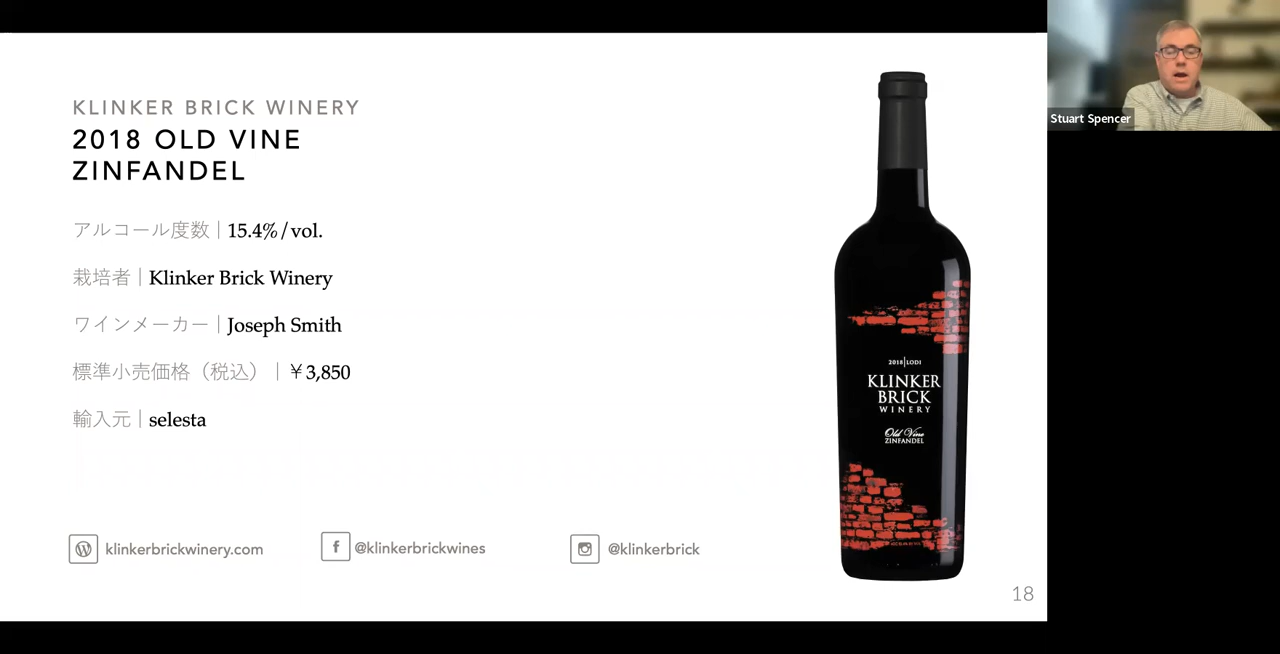 KLINKER BRICK WINERY
2018 OLD VINE
ZINFANDEL
アルコール度数 | 15.4%/vol.
栽培者 | Klinker Brick Winery
ワインメーカー | Joseph Smith
標準小売価格（税込） | ￥3,850
輸入元 | selesta
klinkerbrickwinery.com
@klinkerbrickwines
@klinkerbrick
2018|LODI
KLINKER
BRICK
WINERY
Old Vine
ZINFANDEL
18
Stuart Spencer